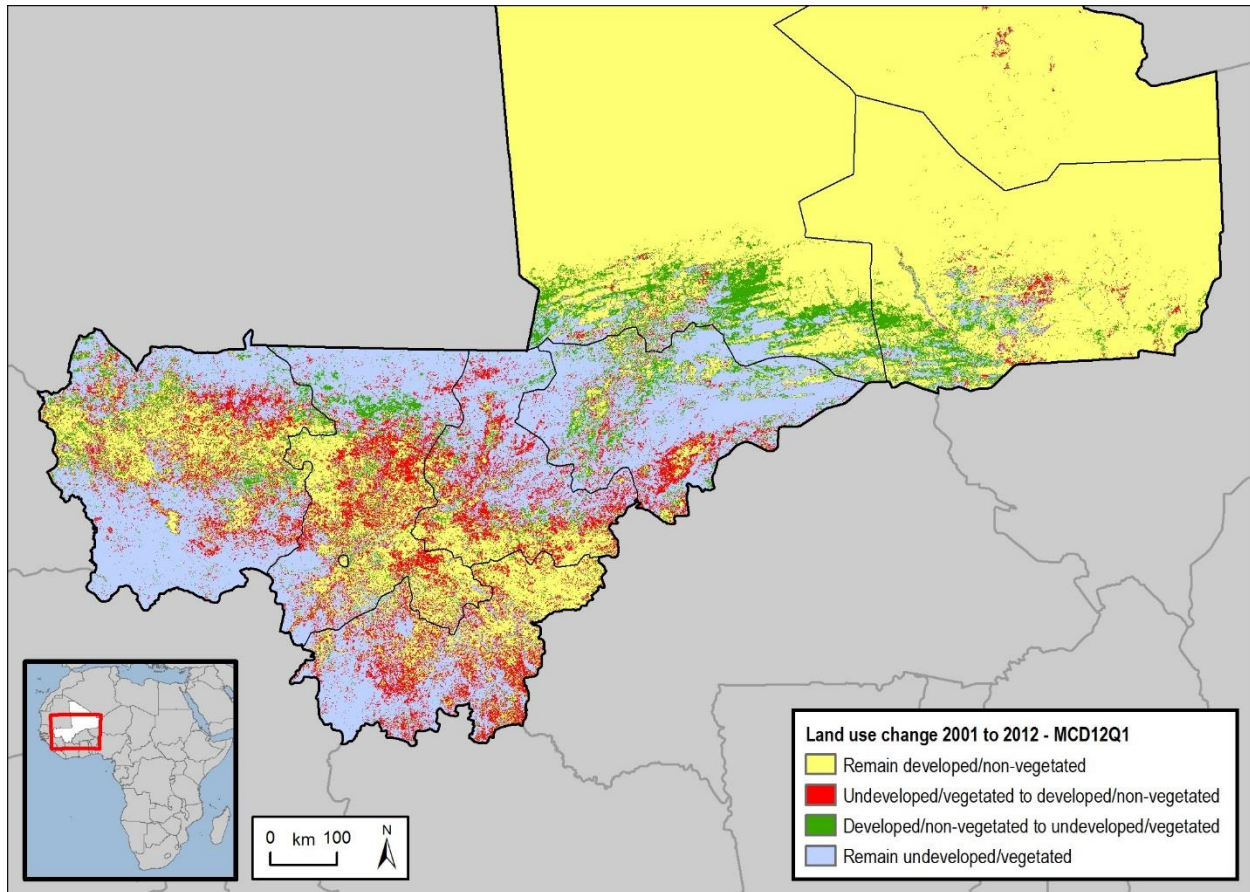 Land use change 2001 to 2012 - MCD12Q1
Remain developed/non-vegetated
Undeveloped/vegetated to developed/non-vegetated
Developed/non-vegetated to undeveloped/vegetated
Remain undeveloped/vegetated
0 km 100
N